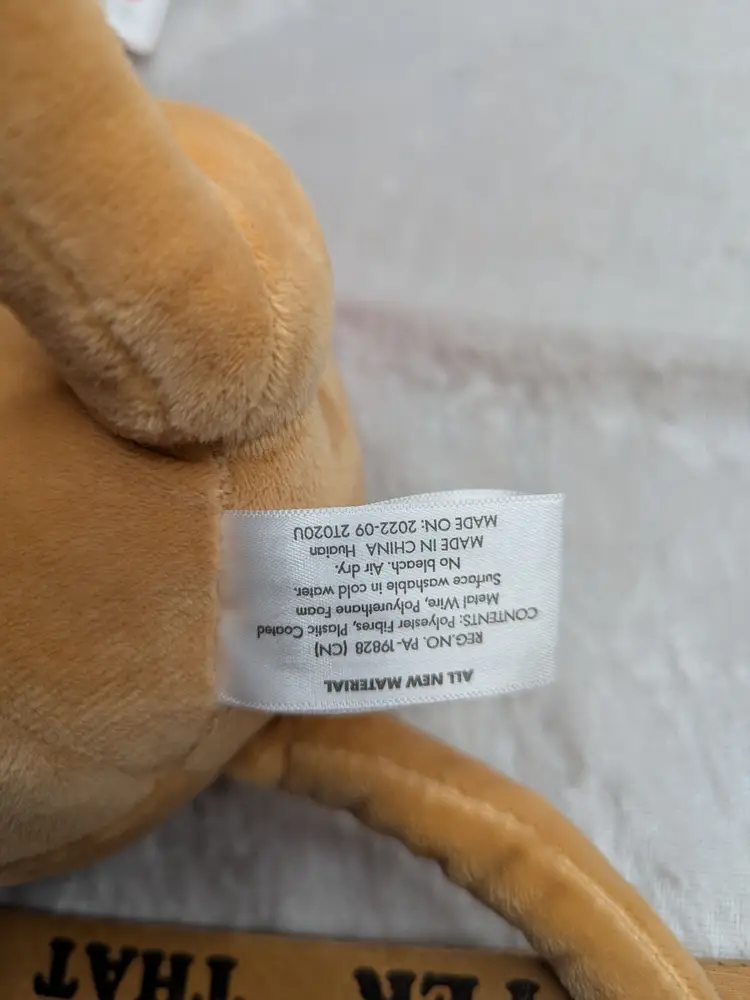 ALL NEW MATERIAL
REG.NO. PA-19828 (CN)
CONTENTS: Polyester Fibres, Plastic Coated
Metal Wire, Polyurethane Foam
Surface washable in cold water.
No bleach. Air dry.
MADE IN CHINA Huaian
MADE ON: 2022-09 2T020U
THAT